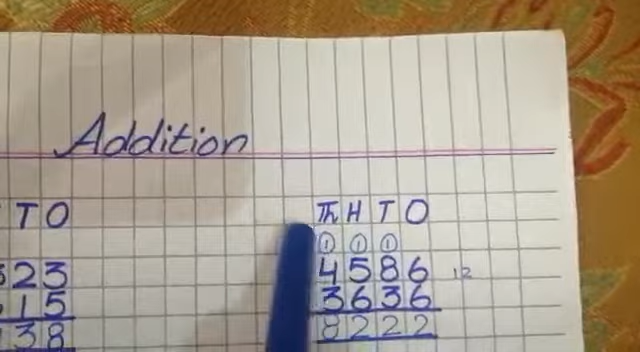 Addition
T O Th H T O
1 1 1
23 4586 12
15 3636
38 8222